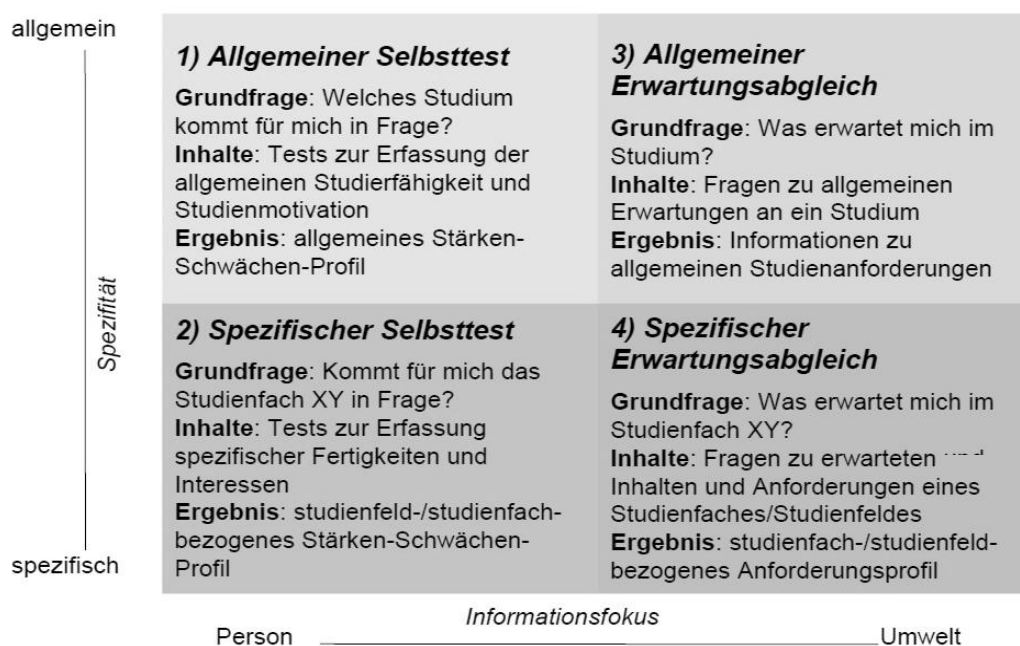 allgemein
Spezifität
spezifisch
1) Allgemeiner Selbsttest
Grundfrage: Welches Studium
kommt für mich in Frage?
Inhalte: Tests zur Erfassung der
allgemeinen Studierfähigkeit und
Studienmotivation
Ergebnis: allgemeines Stärken-
Schwächen-Profil
3) Allgemeiner
Erwartungsabgleich
Grundfrage: Was erwartet mich im
Studium?
Inhalte: Fragen zu allgemeinen
Erwartungen an ein Studium
Ergebnis: Informationen zu
allgemeinen Studienanforderungen
2) Spezifischer Selbsttest
Grundfrage: Kommt für mich das
Studienfach XY in Frage?
Inhalte: Tests zur Erfassung
spezifischer Fertigkeiten und
Interessen
Ergebnis: studienfeld-/studienfach-
bezogenes Stärken-Schwächen-
Profil
4) Spezifischer
Erwartungsabgleich
Grundfrage: Was erwartet mich im
Studienfach XY?
Inhalte: Fragen zu erwarteten
Inhalten und Anforderungen eines
Studienfaches/Studienfeldes
Ergebnis: studienfach-/studienfeld-
bezogenes Anforderungsprofil
Informationsfokus
Person Umwelt